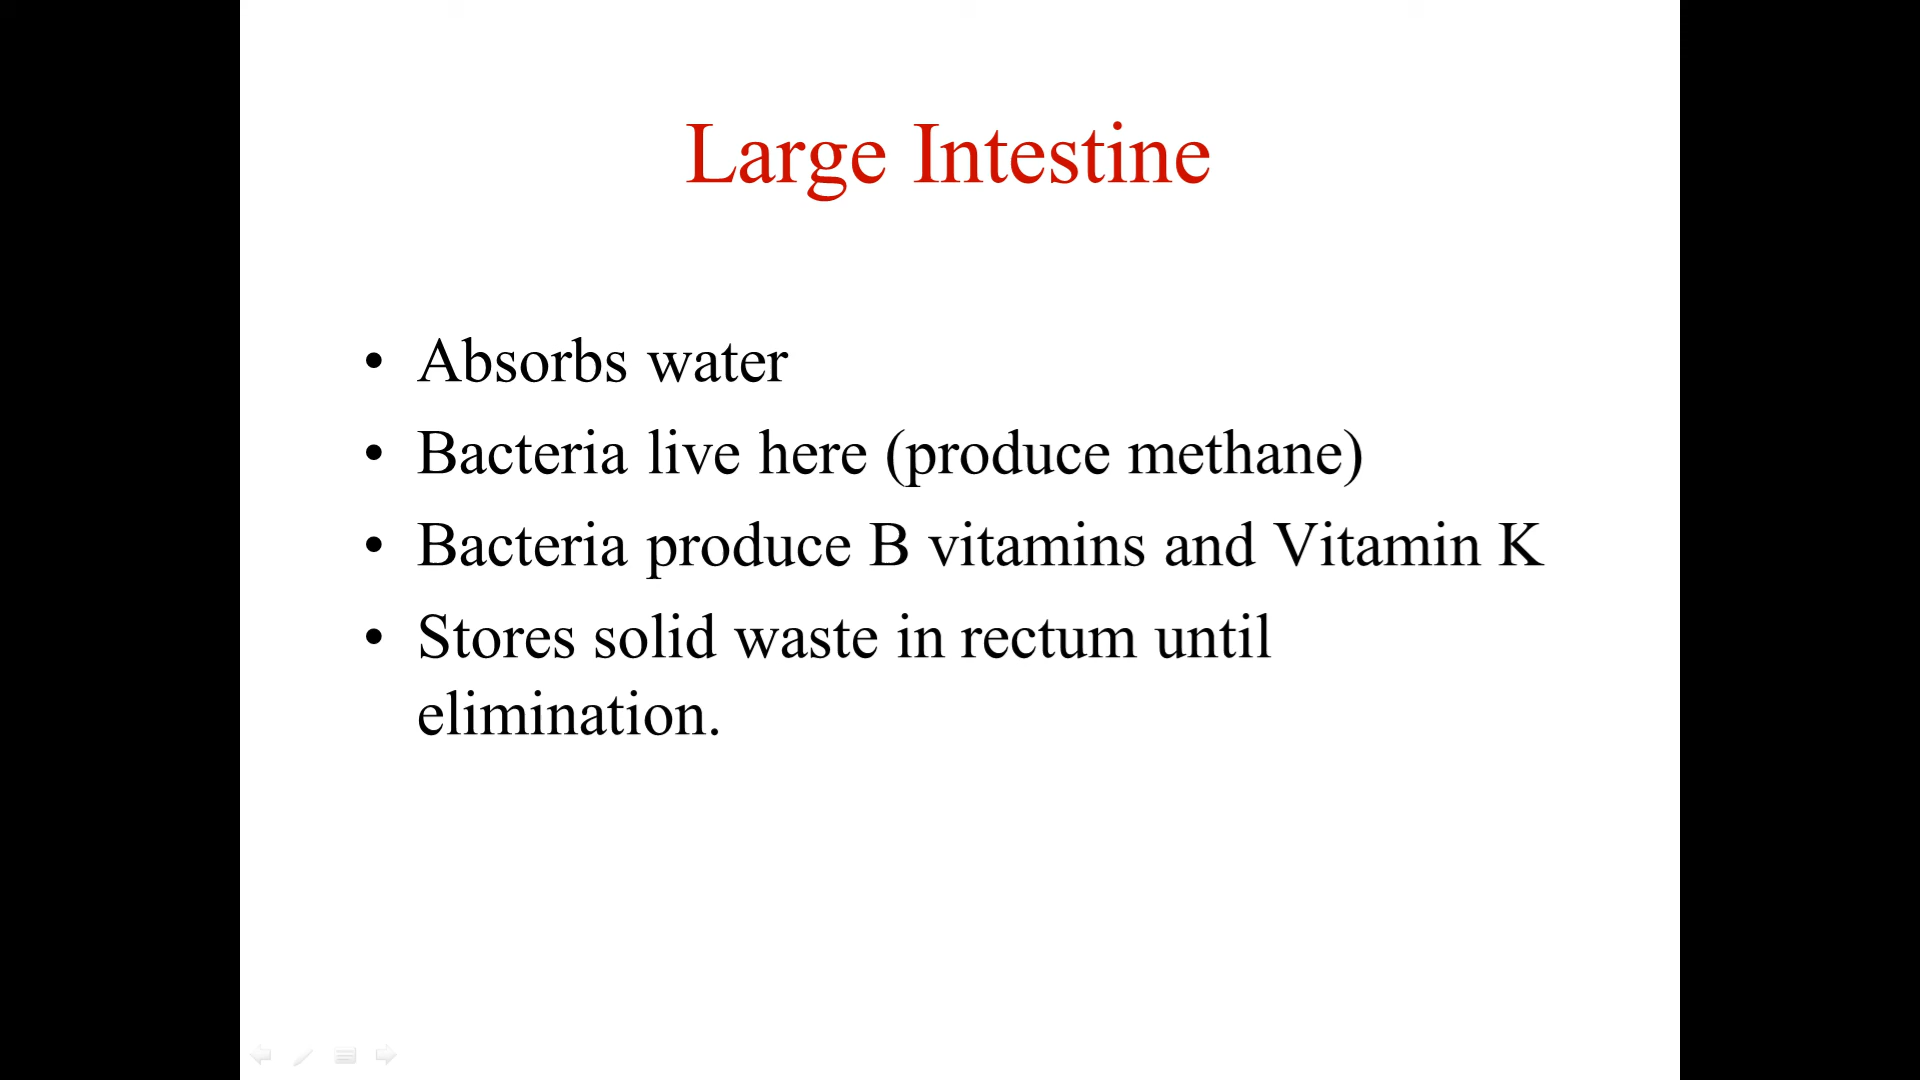 Large Intestine
• Absorbs water
• Bacteria live here (produce methane)
• Bacteria produce B vitamins and Vitamin K
• Stores solid waste in rectum until
elimination.